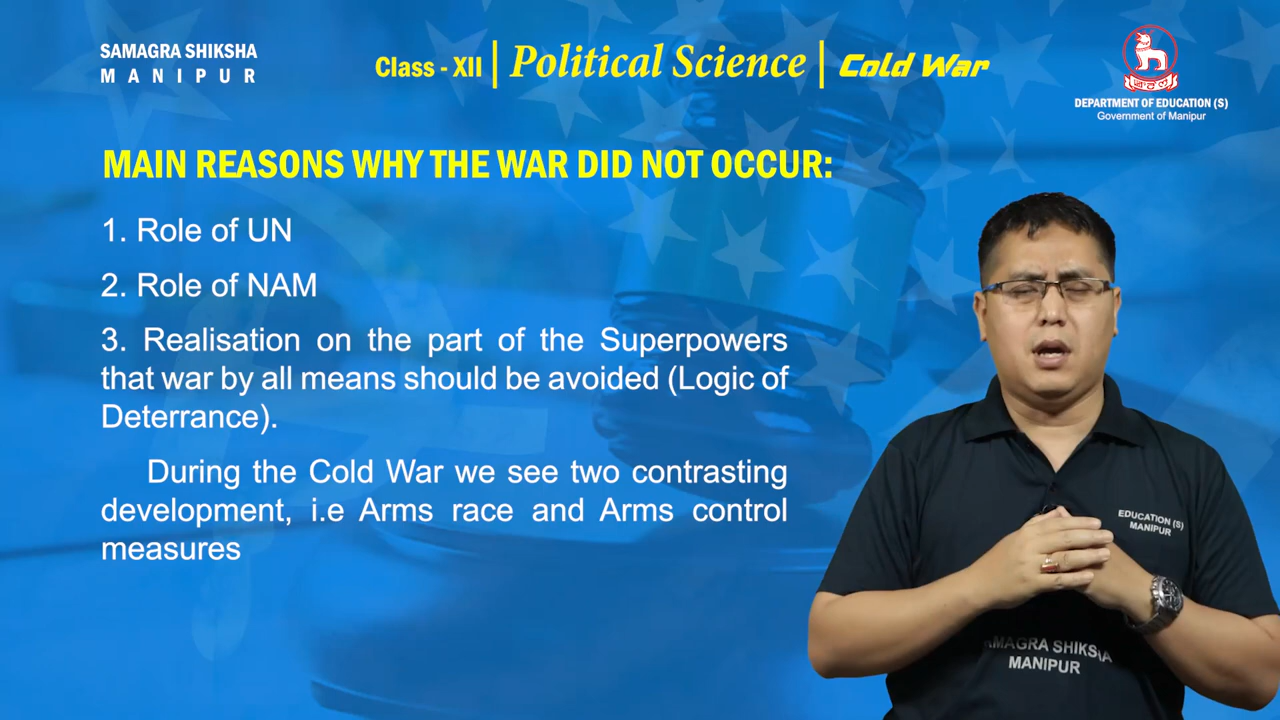 SAMAGRA SHIKSHA
MANIPUR
Class - XII | Political Science | Cold War
DEPARTMENT OF EDUCATION (S)
Government of Manipur
MAIN REASONS WHY THE WAR DID NOT OCCUR:
1. Role of UN
2. Role of NAM
3. Realisation on the part of the Superpowers
that war by all means should be avoided (Logic of
Deterrance).
During the Cold War we see two contrasting
development, i.e Arms race and Arms control
measures
EDUCATION (S)
MANIPUR
AMAGRA SHIKSHA
MANIPUR